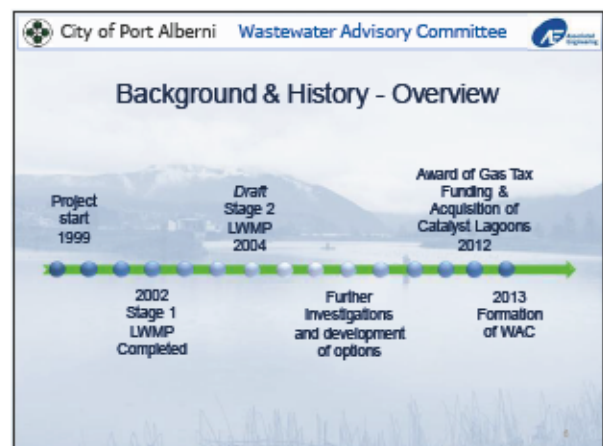 City of Port Alberni Wastewater Advisory Committee Associated Engineering
Background & History - Overview
Project
start
1999
Draft
Stage 2
LWMP
2004
Award of Gas Tax
Funding &
Acquisition of
Catalyst Lagoons
2012
2002
Stage 1
LWMP
Completed
Further
Investigations
and development
of options
2013
Formation
of WAC